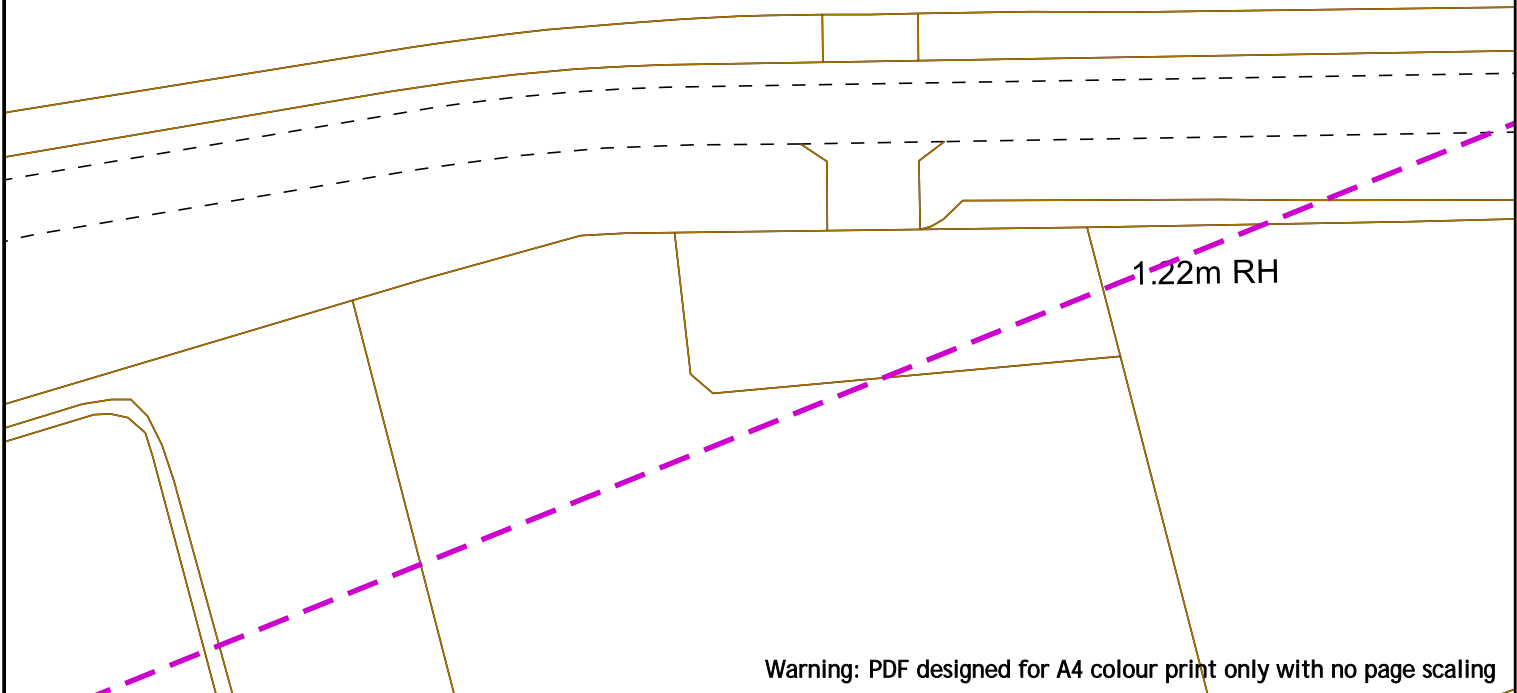 1.22m RH
Warning: PDF designed for A4 colour print only with no page scaling